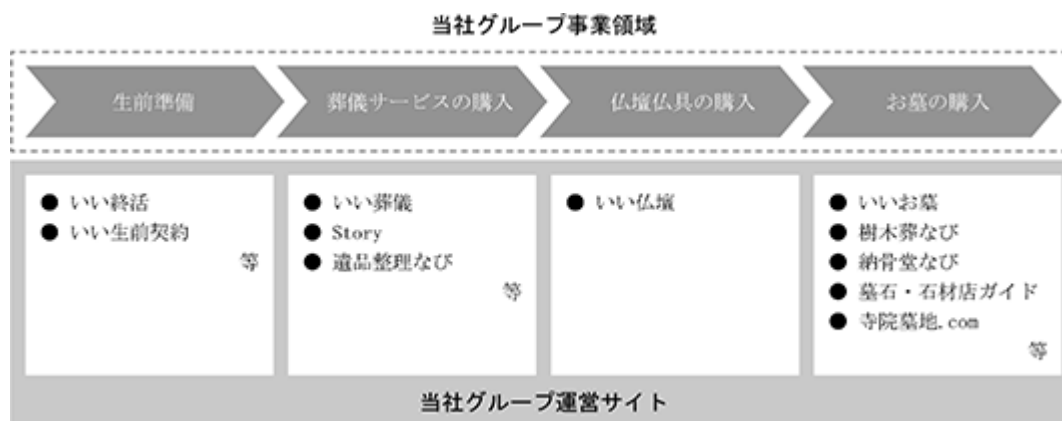 当社グループ事業領域
生前準備
葬儀サービスの購入
仏壇仏具の購入
お墓の購入
● いい終活
● いい生前契約
等
● いい葬儀
● Story
● 遺品整理なび
等
● いい仏壇
● いいお墓
● 樹木葬なび
● 納骨堂なび
● 墓石・石材店ガイド
● 寺院墓地.com
等
当社グループ運営サイト